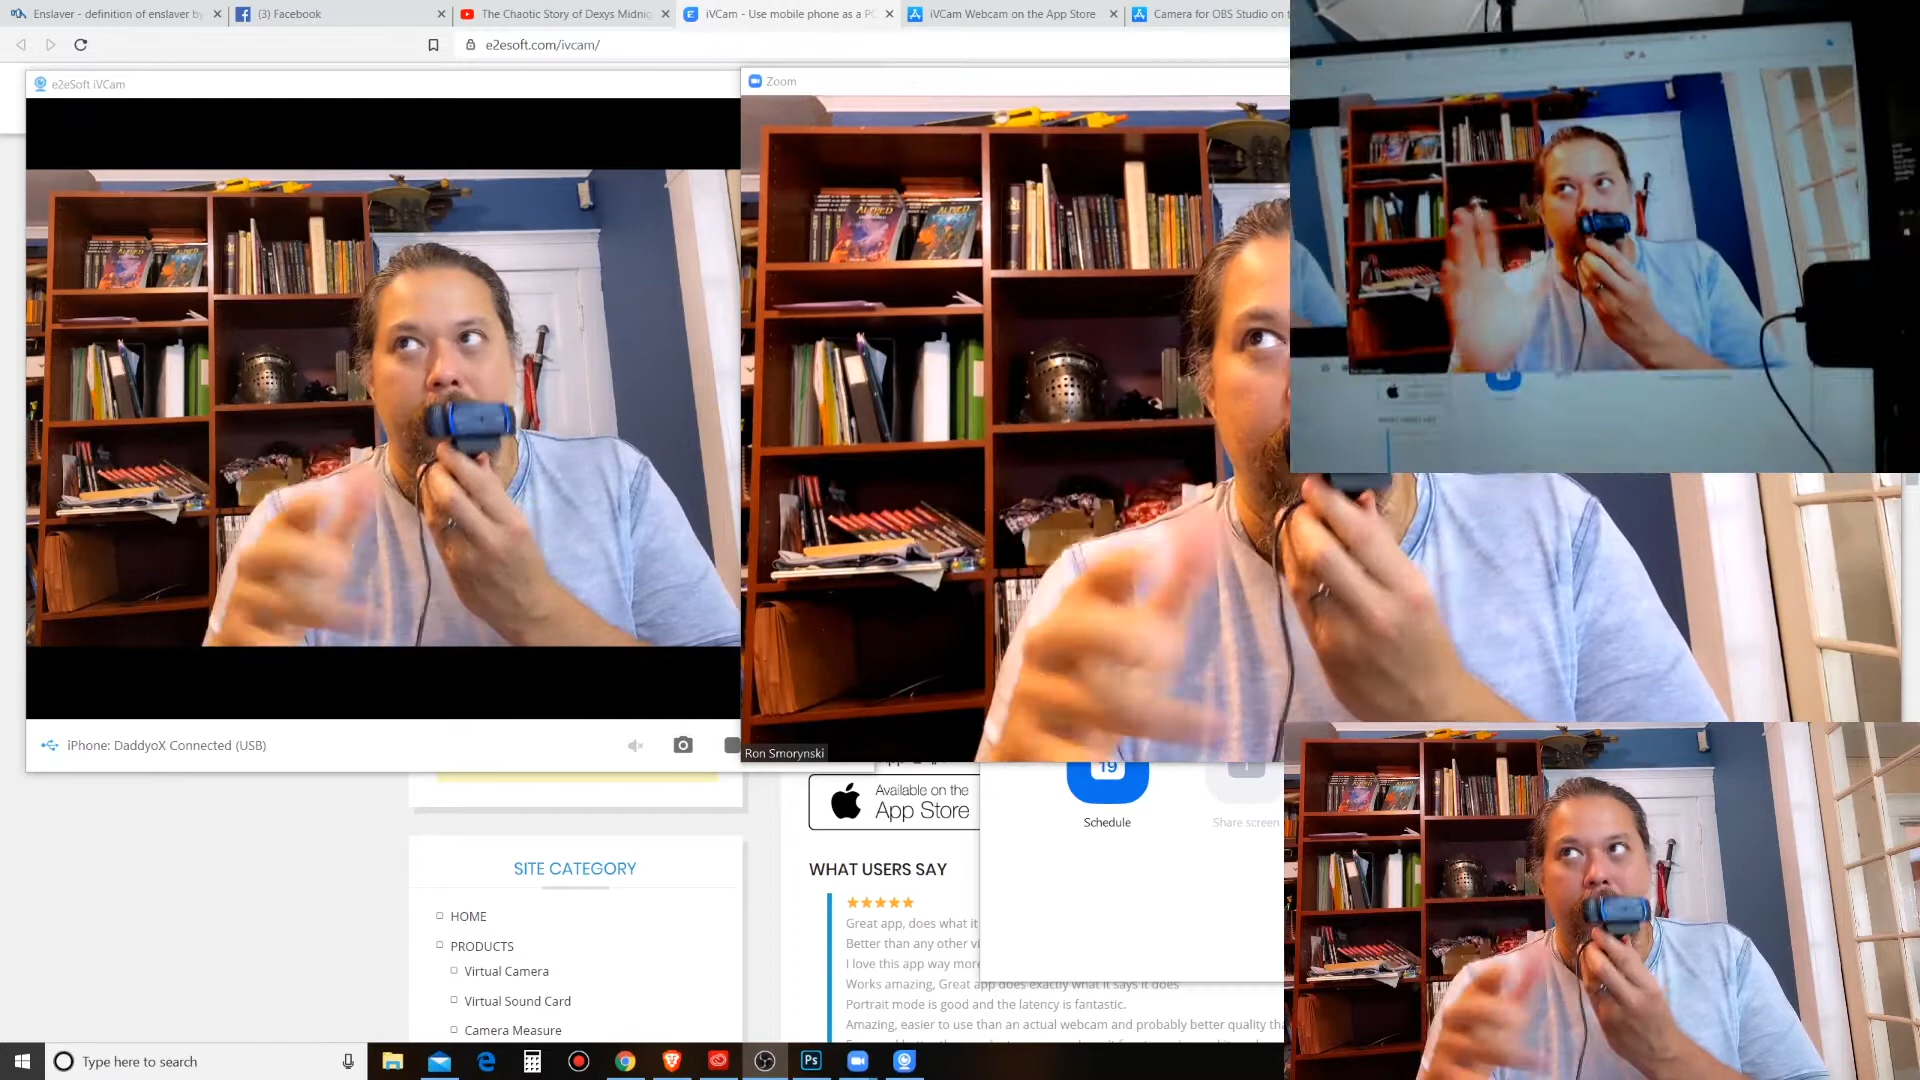 Enslaver - definition of enslaver by
(3) Facebook
The Chaotic Story of Dexys Midnig
iVCam - Use mobile phone as a PC
iVCam Webcam on the App Store
Camera for OBS Studio on t
e2esoft.com/ivcam/
e2eSoft iVCam
Zoom
ALFRED
ALFRED
iPhone: DaddyoX Connected (USB)
Ron Smorynski
19
Available on the
App Store
Schedule
Share screen
SITE CATEGORY
WHAT USERS SAY
HOME
PRODUCTS
Virtual Camera
Virtual Sound Card
Camera Measure
Great app, does what it
Better than any other vi
I love this app way more
Works amazing, Great app does exactly what it says it does
Portrait mode is good and the latency is fantastic.
Amazing, easier to use than an actual webcam and probably better quality tha
Type here to search
Ps